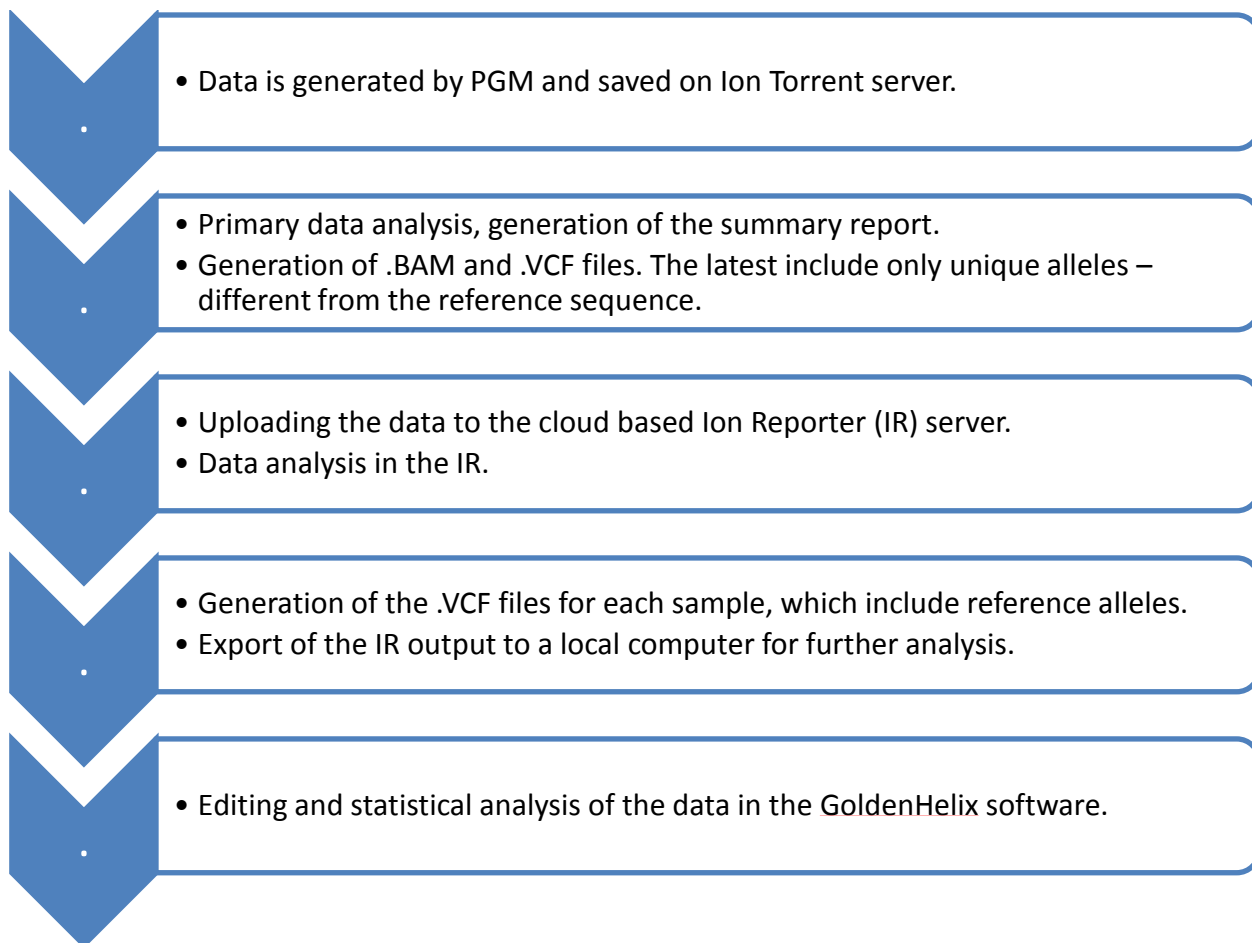 • Data is generated by PGM and saved on Ion Torrent server.
• Primary data analysis, generation of the summary report.
• Generation of .BAM and .VCF files. The latest include only unique alleles –
different from the reference sequence.
• Uploading the data to the cloud based Ion Reporter (IR) server.
• Data analysis in the IR.
• Generation of the .VCF files for each sample, which include reference alleles.
• Export of the IR output to a local computer for further analysis.
• Editing and statistical analysis of the data in the GoldenHelix software.